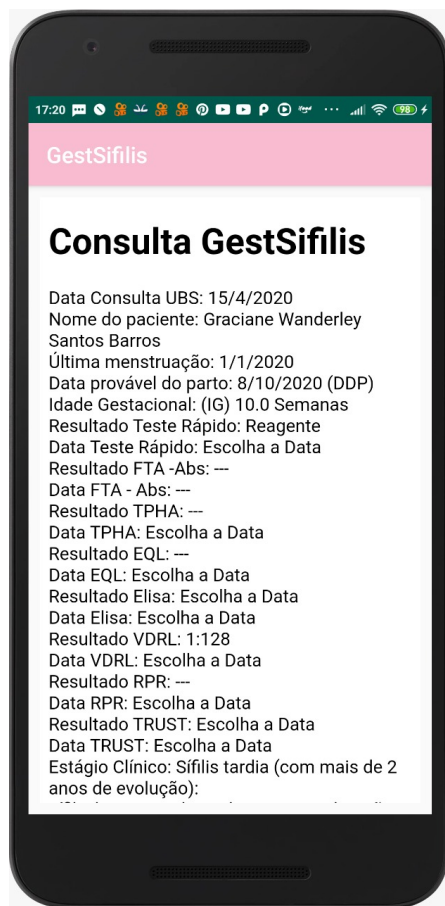 17:20
98
GestSifilis
Consulta GestSifilis
Data Consulta UBS: 15/4/2020
Nome do paciente: Graciane Wanderley
Santos Barros
Última menstruação: 1/1/2020
Data provável do parto: 8/10/2020 (DDP)
Idade Gestacional: (IG) 10.0 Semanas
Resultado Teste Rápido: Reagente
Data Teste Rápido: Escolha a Data
Resultado FTA -Abs: ---
Data FTA - Abs: ---
Resultado TPHA: ---
Data TPHA: Escolha a Data
Resultado EQL: ---
Data EQL: Escolha a Data
Resultado Elisa: Escolha a Data
Data Elisa: Escolha a Data
Resultado VDRL: 1:128
Data VDRL: Escolha a Data
Resultado RPR: ---
Data RPR: Escolha a Data
Resultado TRUST: Escolha a Data
Data TRUST: Escolha a Data
Estágio Clínico: Sífilis tardia (com mais de 2
anos de evolução):